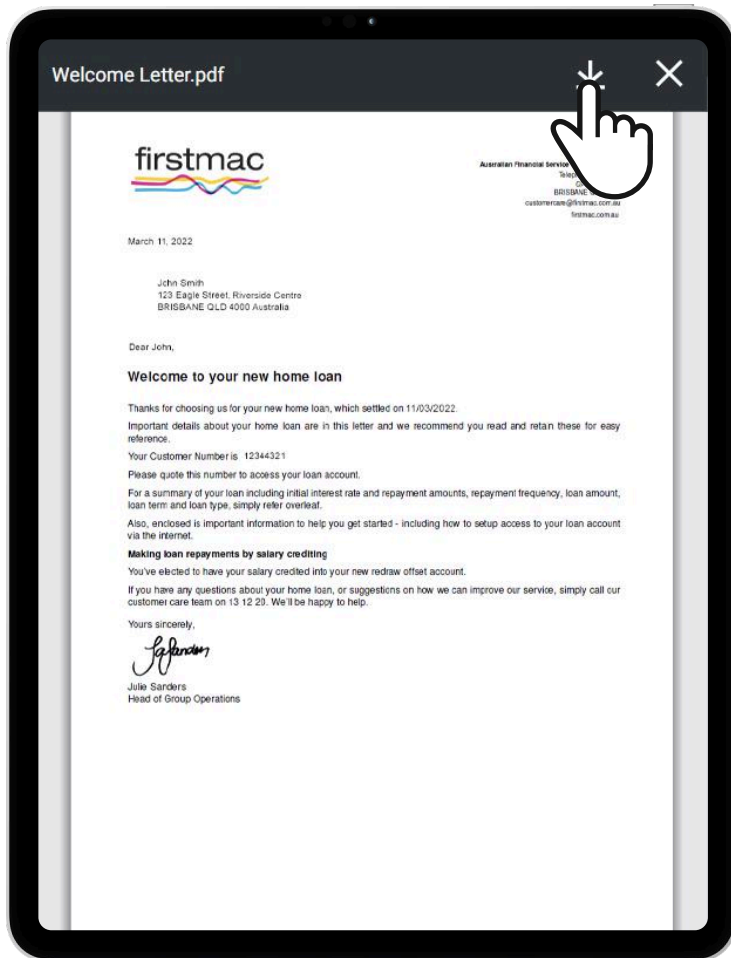 Welcome Letter.pdf
firstmac
Australian Financial Service
BRISBANE
customercare@firstmac.com.au
firstmac.com.au
March 11, 2022
John Smith
123 Eagle Street, Riverside Centre
BRISBANE QLD 4000 Australia
Dear John,
Welcome to your new home loan
Thanks for choosing us for your new home loan, which settled on 11/03/2022.
Important details about your home loan are in this letter and we recommend you read and retain these for easy
reference.
Your Customer Number is 12344321
Please quote this number to access your loan account.
For a summary of your loan including initial interest rate and repayment amounts, repayment frequency, loan amount,
loan term and loan type, simply refer overleaf.
Also, enclosed is important information to help you get started - including how to setup access to your loan account
via the internet.
Making loan repayments by salary crediting
You've elected to have your salary credited into your new redraw offset account.
If you have any questions about your home loan, or suggestions on how we can improve our service, simply call our
customer care team on 13 12 20. We'll be happy to help.
Yours sincerely,
Julie Sanders
Head of Group Operations